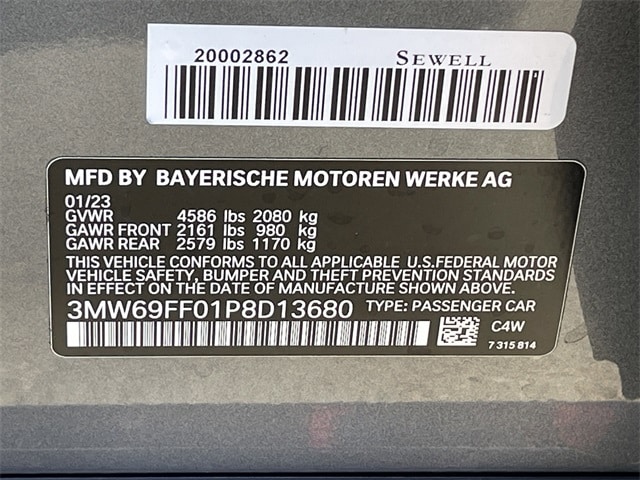 20002862 SEWELL
MFD BY BAYERISCHE MOTOREN WERKE AG
01/23
GVWR 4586 lbs 2080 kg
GAWR FRONT 2161 lbs 980 kg
GAWR REAR 2579 lbs 1170 kg
THIS VEHICLE CONFORMS TO ALL APPLICABLE U.S.FEDERAL MOTOR
VEHICLE SAFETY, BUMPER AND THEFT PREVENTION STANDARDS
IN EFFECT ON THE DATE OF MANUFACTURE SHOWN ABOVE.
3MW69FF01P8D13680 TYPE: PASSENGER CAR
C4W
7 315 814